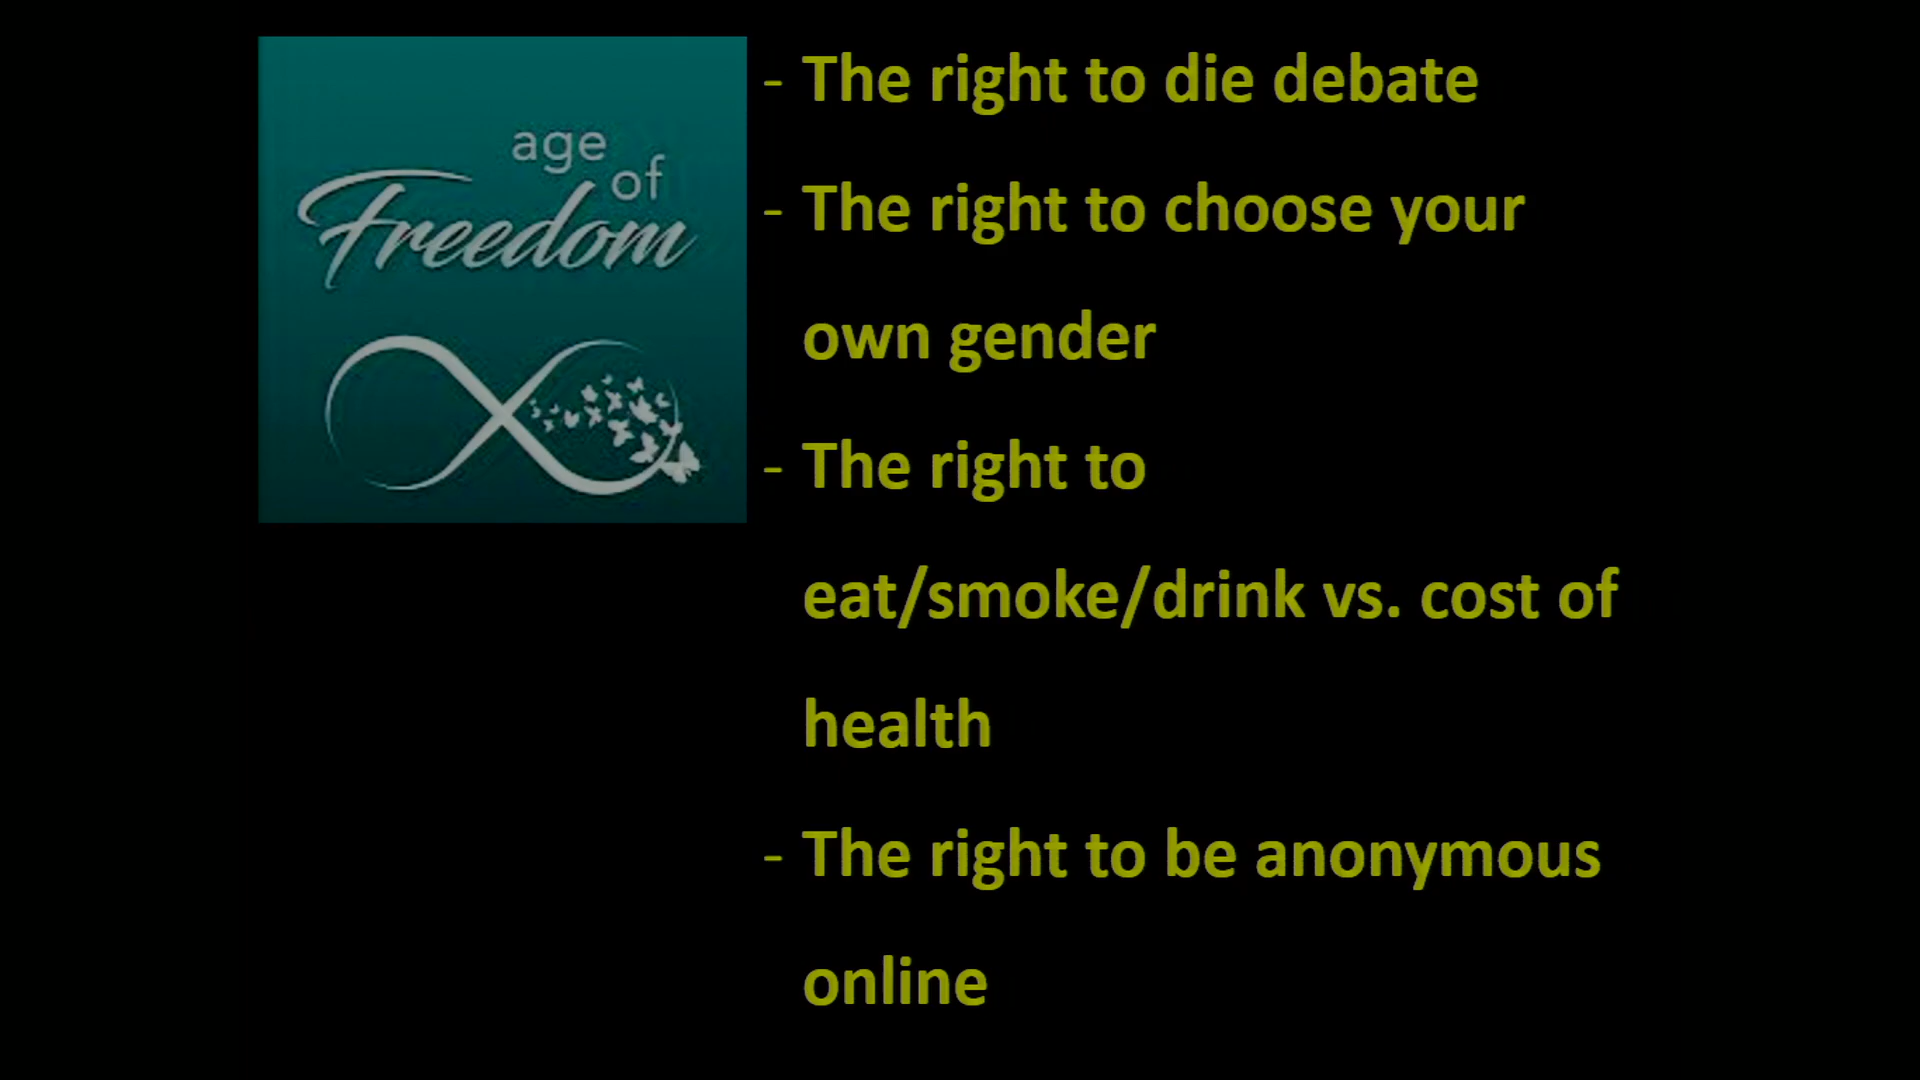 age
of
Freedom
- The right to die debate
- The right to choose your
own gender
- The right to
eat/smoke/drink vs. cost of
health
- The right to be anonymous
online